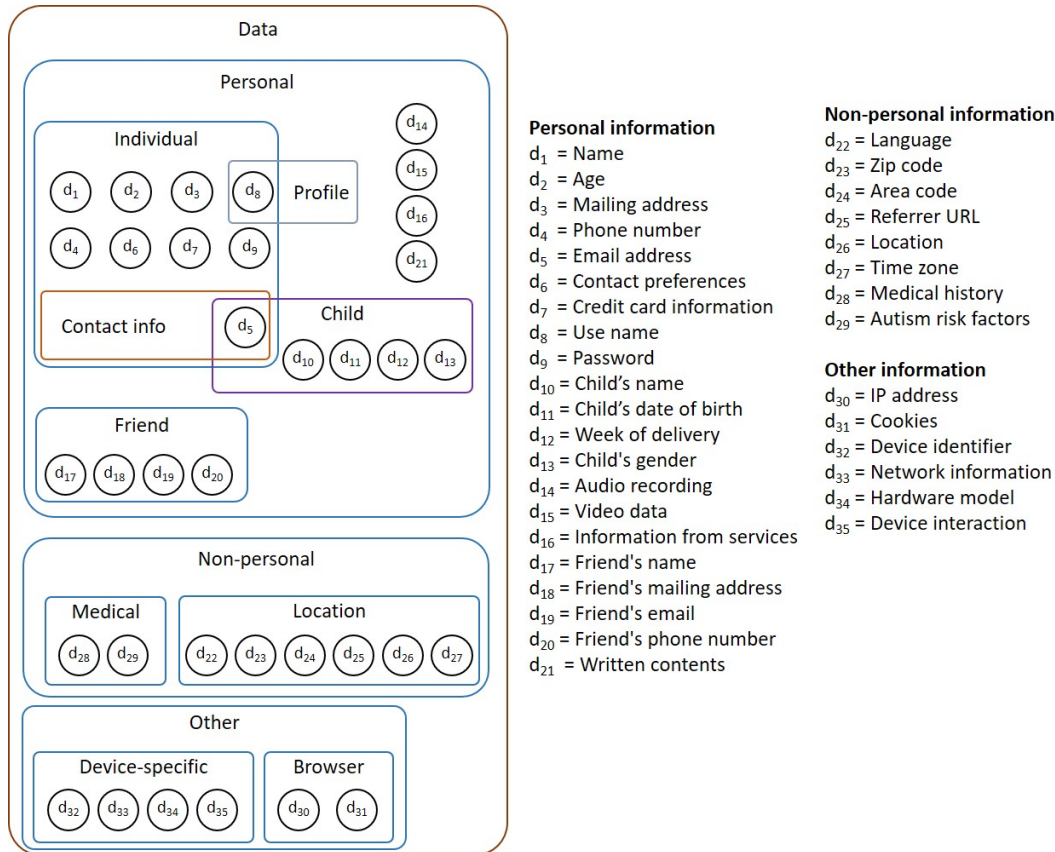 Data
Personal
Individual
d14
d1 d2 d3 d8 Profile
d15
d16
d4 d6 d7 d9
d21
Contact info d5 Child
d10 d11 d12 d13
Friend
d17 d18 d19 d20
Non-personal
Medical Location
d28 d29 d22 d23 d24 d25 d26 d27
Other
Device-specific Browser
d32 d33 d34 d35 d30 d31
Personal information
d1 = Name
d2 = Age
d3 = Mailing address
d4 = Phone number
d5 = Email address
d6 = Contact preferences
d7 = Credit card information
d8 = Use name
d9 = Password
d10 = Child’s name
d11 = Child’s date of birth
d12 = Week of delivery
d13 = Child's gender
d14 = Audio recording
d15 = Video data
d16 = Information from services
d17 = Friend's name
d18 = Friend's mailing address
d19 = Friend's email
d20 = Friend's phone number
d21 = Written contents
Non-personal information
d22 = Language
d23 = Zip code
d24 = Area code
d25 = Referrer URL
d26 = Location
d27 = Time zone
d28 = Medical history
d29 = Autism risk factors
Other information
d30 = IP address
d31 = Cookies
d32 = Device identifier
d33 = Network information
d34 = Hardware model
d35 = Device interaction